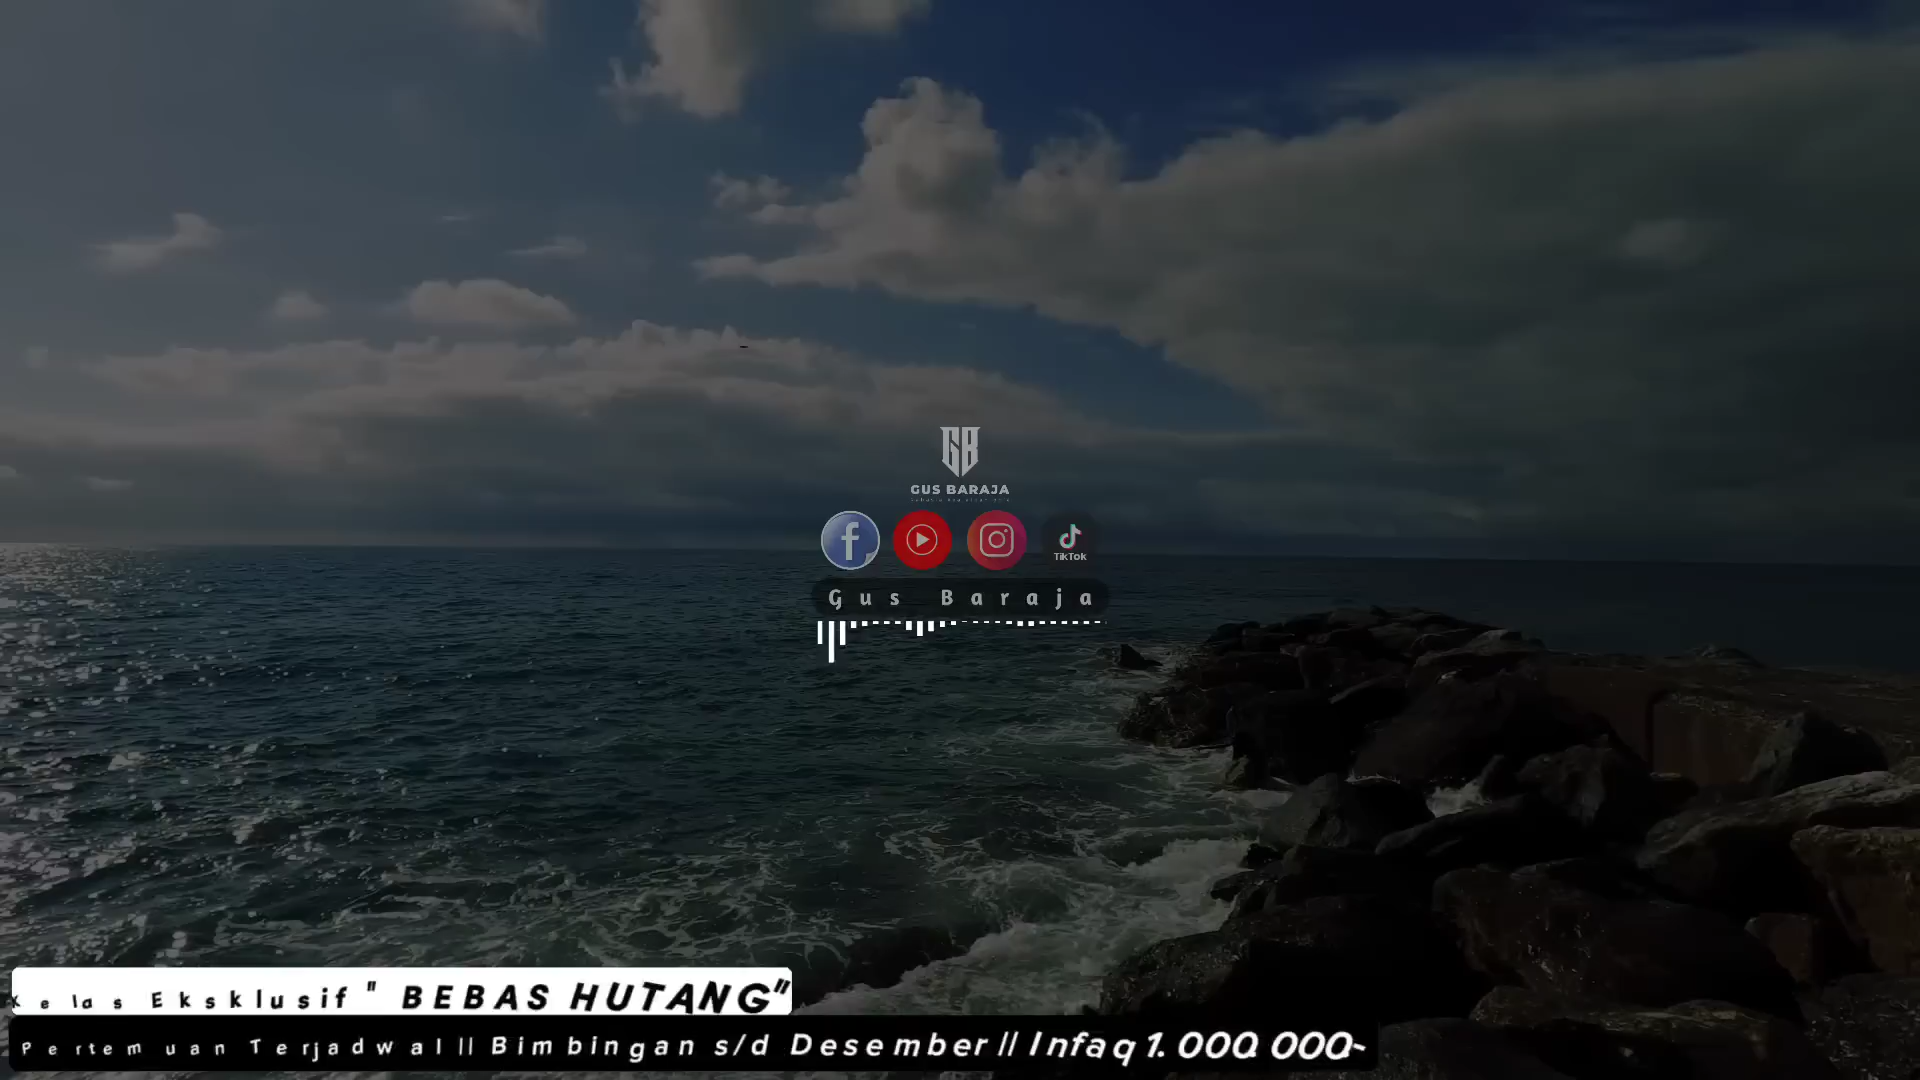 GUS BARAJA
TikTok
Gus Baraja
Kelas Eksklusif " BEBAS HUTANG"
Pertemuan Terjadwal || Bimbingan s/d Desember // Infaq 1.000.000~